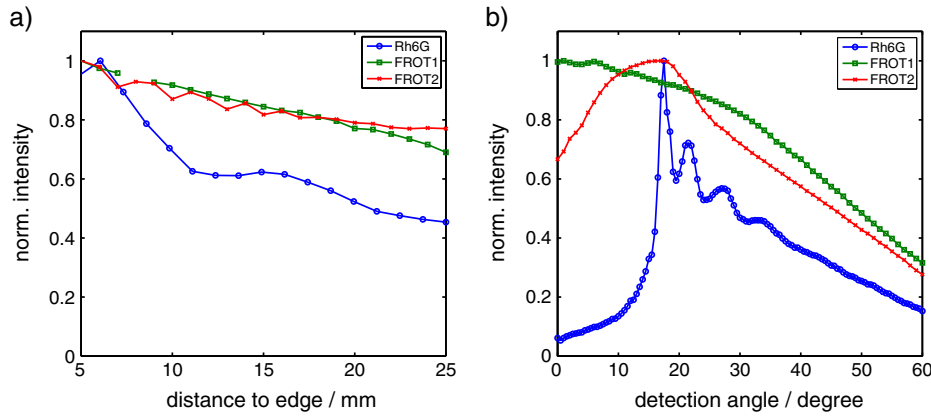 a)
norm. intensity
1
0.8
0.6
0.4
0.2
0
5
10
15
20
25
distance to edge / mm
Rh6G
FROT1
FROT2
b)
norm. intensity
1
0.8
0.6
0.4
0.2
0
0
10
20
30
40
50
60
detection angle / degree
Rh6G
FROT1
FROT2